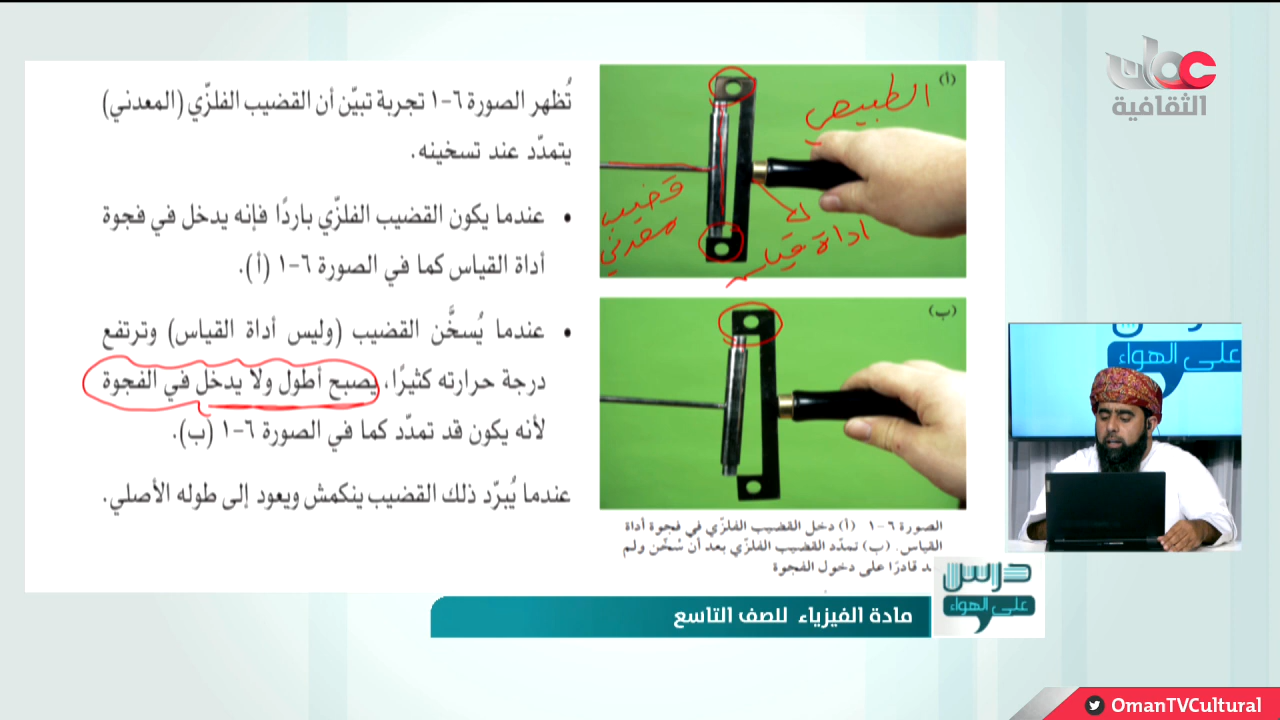 عمان
الثقافية
تُظهر الصورة ٦-١ تجربة تبيّن أن القضيب الفلزّي (المعدني)
يتمدّد عند تسخينه.
• عندما يكون القضيب الفلزّي باردًا فإنه يدخل في فجوة
أداة القياس كما في الصورة ٦-١ (أ).
• عندما يُسخَّن القضيب (وليس أداة القياس) وترتفع
درجة حرارته كثيرًا، يصبح أطول ولا يدخل في الفجوة
لأنه يكون قد تمدّد كما في الصورة ٦-١ (ب).
عندما يُبرّد ذلك القضيب ينكمش ويعود إلى طوله الأصلي.
(أ)
قضيب
معدني
اداة قياس
(ب)
الصورة ٦-١ (أ) دخل القضيب الفلزّي في فجوة أداة
القياس. (ب) تمدّد القضيب الفلزّي بعد أن سُخّن ولم
قادرًا على دخول الفجوة
على الهواء
درس
على الهواء
مادة الفيزياء للصف التاسع
OmanTVCultural